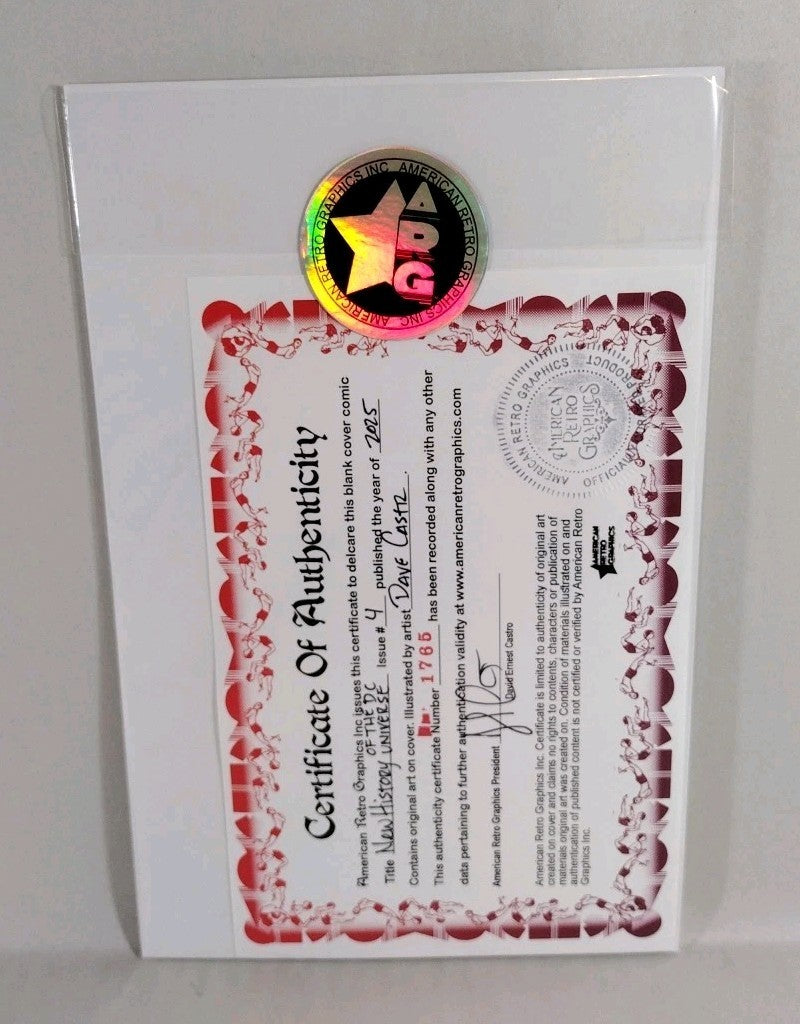 AMERICAN RETRO GRAPHICS INC. AMERICAN RETRO GRAPHICS INC.
ARG
Certificate Of Authenticity
American Retro Graphics Inc issues this certificate to delcare this blank cover comic
OF THE DC
Title New History Universe Issue # 4 published the year of 2025
Contains original art on cover. Illustrated by artist Dave Castr.
This authenticity certificate Number No: 1765 has been recorded along with any other
data pertaining to further authentication validity at www.americanretrographics.com
American Retro Graphics President
David Ernest Castro
American Retro Graphics Inc. Certificate is limited to authenticity of original art
created on cover and claims no rights to contents, characters or publication of
materials original art was created on. Condition of materials illustrated on and
authentication of published content is not certified or verified by American Retro
Graphics Inc.
AMERICAN
RETRO
GRAPHICS
AMERICAN RETRO GRAPHICS PRODUCT
OFFICIAL
AMERICAN
RETRO
GRAPHICS